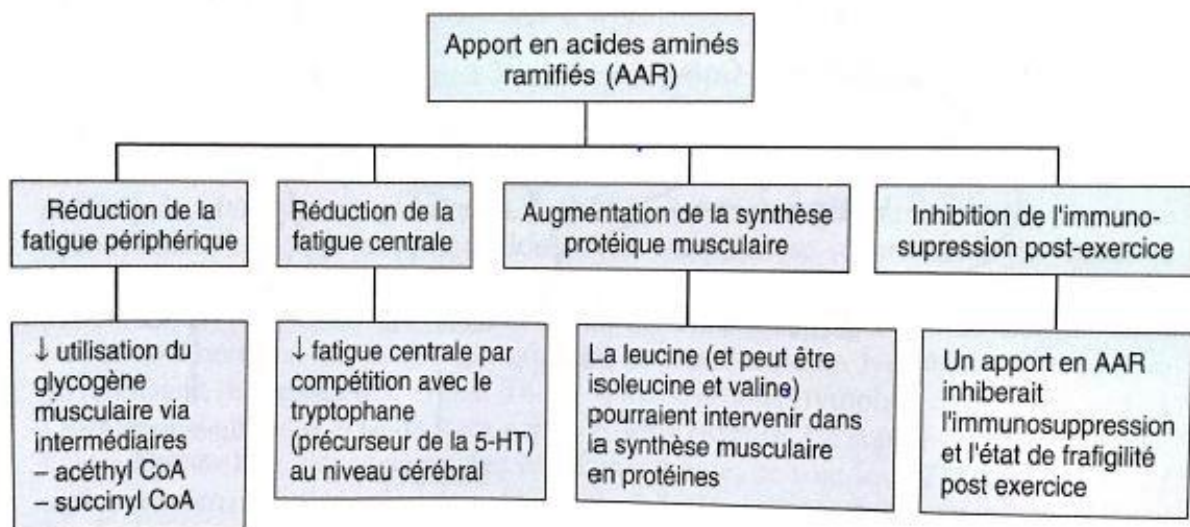 Apport en acides aminés
ramifiés (AAR)
Réduction de la
fatigue périphérique
Réduction de la
fatigue centrale
Augmentation de la synthèse
protéique musculaire
Inhibition de l'immuno-
supression post-exercice
↓ utilisation du
glycogène
musculaire via
intermédiaires
– acéthyl CoA
– succinyl CoA
↓ fatigue centrale par
compétition avec le
tryptophane
(précurseur de la 5-HT)
au niveau cérébral
La leucine (et peut être
isoleucine et valine)
pourraient intervenir dans
la synthèse musculaire
en protéines
Un apport en AAR
inhiberait
l'immunosuppression
et l'état de frafigilité
post exercice